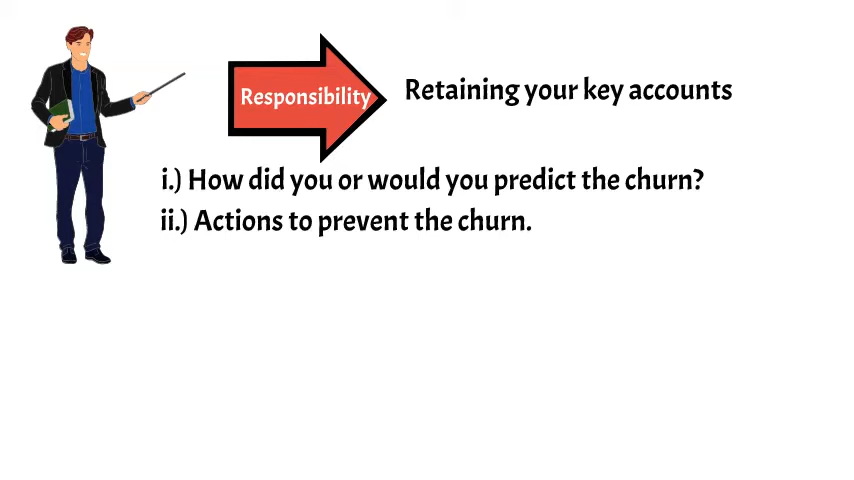 Responsibility
Retaining your key accounts
i.) How did you or would you predict the churn?
ii.) Actions to prevent the churn.